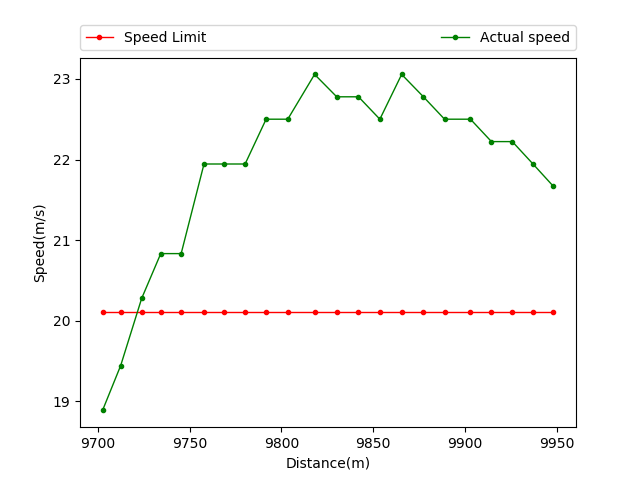 Speed Limit
Actual speed
23
22
21
20
19
Speed(m/s)
9700 9750 9800 9850 9900 9950
Distance(m)